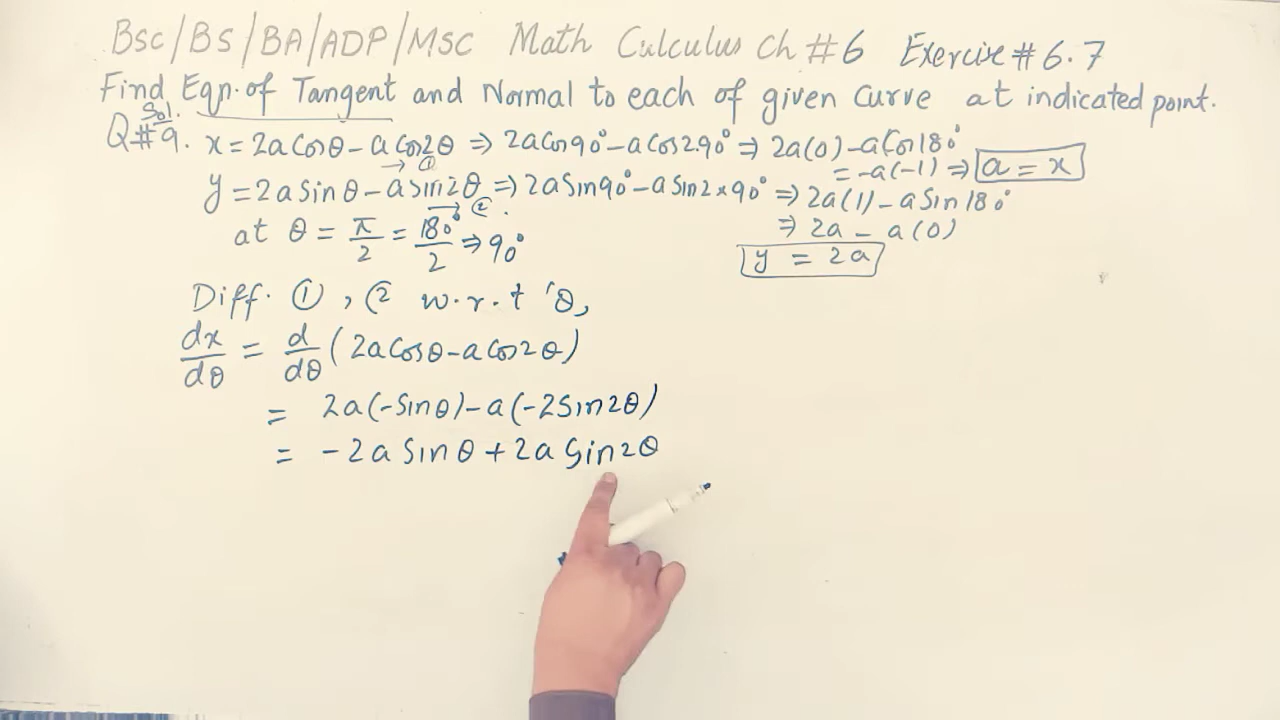 Bsc/BS/BA/ADP/MSC Math Calculus Ch #6 Exercise # 6.7
Find Eqn. of Tangent and Normal to each of given Curve at indicated point.
Sol.
Q#9. x = 2a Cosθ - a Cos2θ ⇒ 2a Cos90° - a Cos2.90° ⇒ 2a(0) - a Cos180°
→ ① = -a(-1) ⇒ a = x
y = 2a Sinθ - a Sin2θ ⇒ 2a Sin90° - a Sin2×90° ⇒ 2a(1) - a Sin180°
→ ②. ⇒ 2a - a(0)
at θ = π/2 = 180°/2 ⇒ 90° y = 2a
Diff. ①, ② w.r.t 'θ,
dx/dθ = d/dθ (2a Cosθ - a Cos2θ)
= 2a(-Sinθ) - a(-2Sin2θ)
= -2a Sinθ + 2a Sin2θ